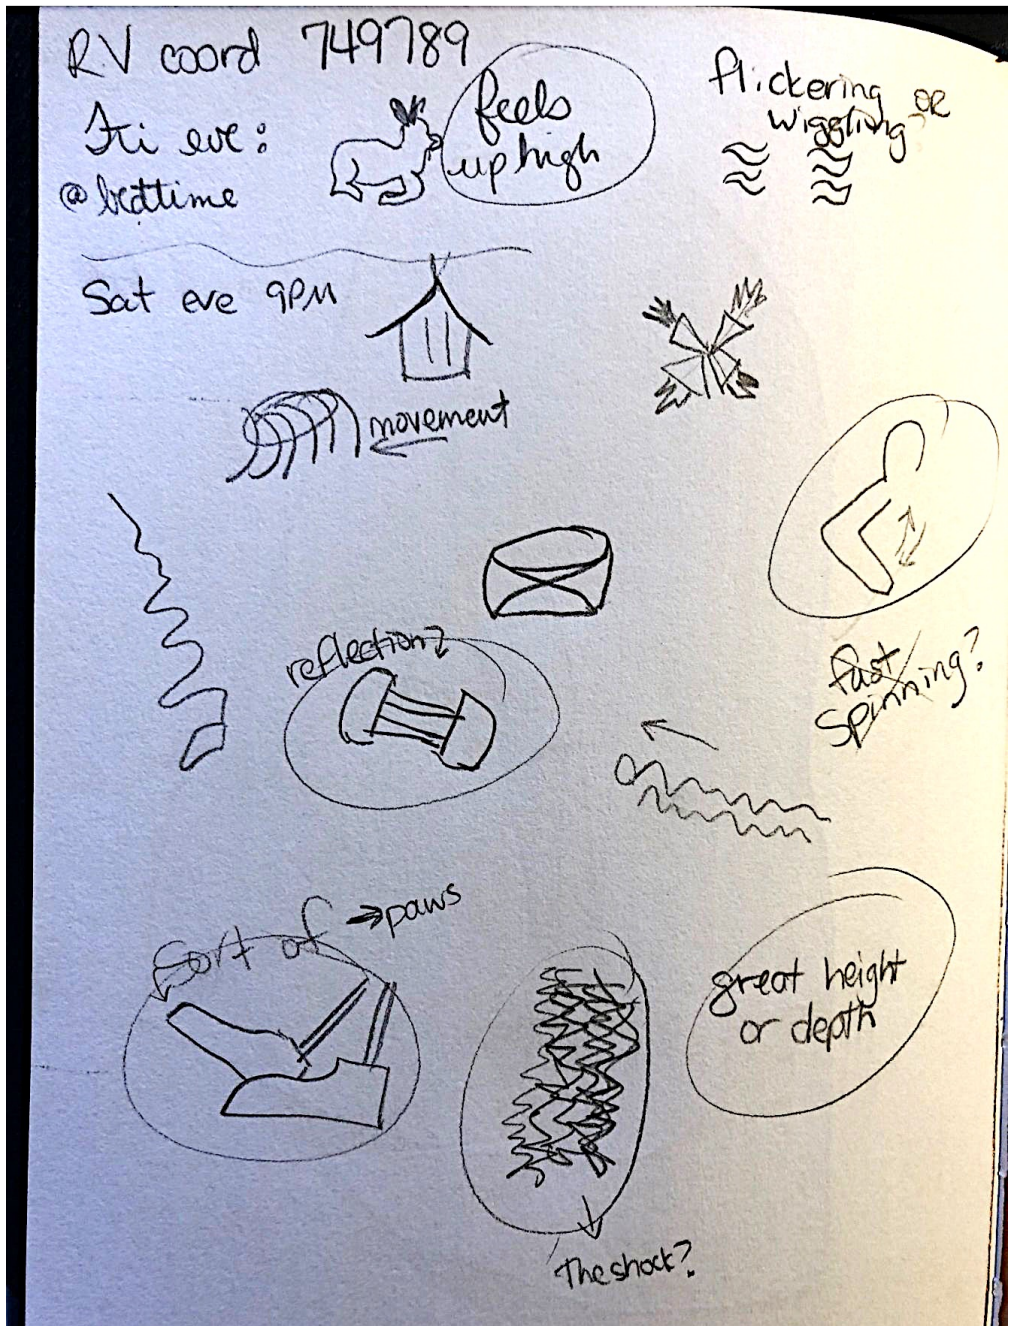 RV coord 749789
Fri eve:
@ bedtime
feels
up high
flickering OR
wiggling?
Sat eve 9PM
movement
reflection?
fast
spinning?
sort of → paws
great height
or depth
The shock?